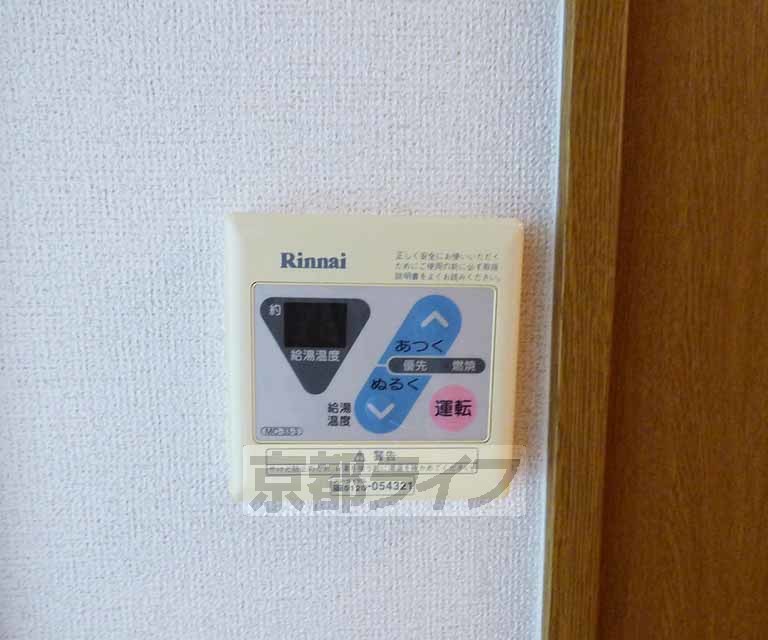 Rinnai
正しく安全にお使いいただく
ためにご使用の前に必ず取扱
説明書をよくお読みください。
約
給湯温度
あつく
優先 燃焼
ぬるく
給湯
温度
運転
MC-33-3
警告
0120-054321
京都ライフ